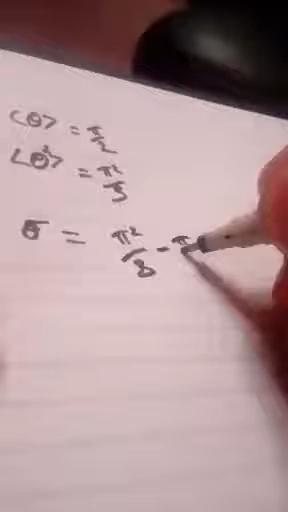 <θ> = π/2
<θ²> = π²/3
σ = π²/3 - π